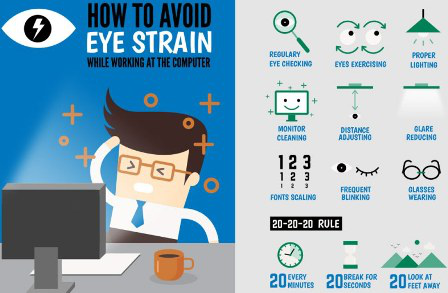 HOW TO AVOID
EYE STRAIN
WHILE WORKING AT THE COMPUTER
REGULARY
EYE CHECKING
EYES EXERCISING
PROPER
LIGHTING
MONITOR
CLEANING
DISTANCE
ADJUSTING
GLARE
REDUCING
1 2 3
1 2 3
1 2 3
FONTS SCALING
FREQUENT
BLINKING
GLASSES
WEARING
20-20-20 RULE
20 EVERY
MINUTES
20 BREAK FOR
SECONDS
20 LOOK AT
FEET AWAY